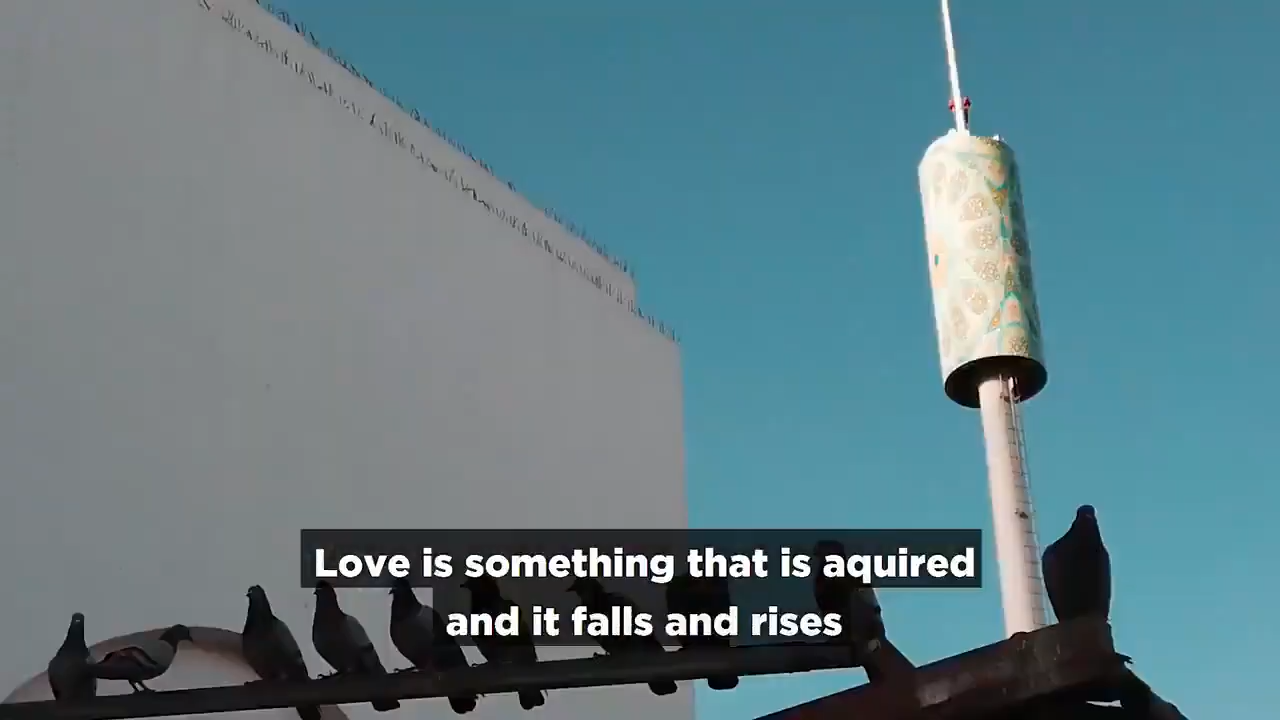 Love is something that is aquired
and it falls and rises